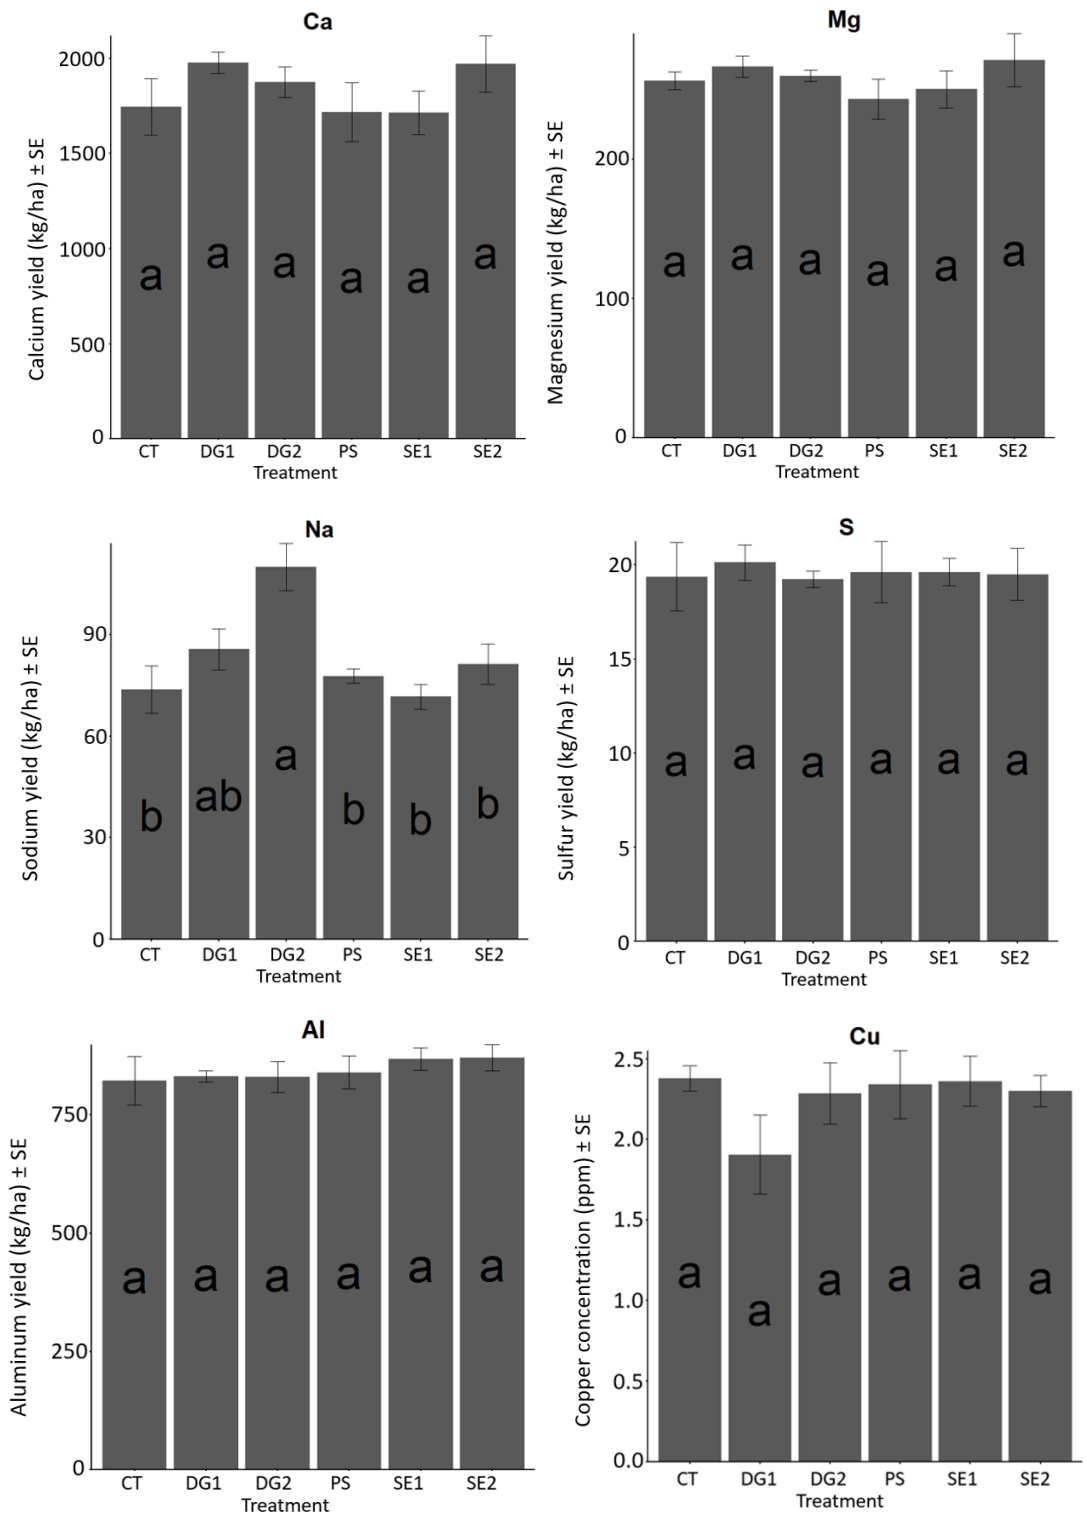 Ca
Calcium yield (kg/ha) ± SE
2000
1500
1000
500
0
a a a a a a
CT DG1 DG2 PS SE1 SE2
Treatment
Mg
Magnesium yield (kg/ha) ± SE
200
100
0
a a a a a a
CT DG1 DG2 PS SE1 SE2
Treatment
Na
Sodium yield (kg/ha) ± SE
90
60
30
0
b ab a b b b
CT DG1 DG2 PS SE1 SE2
Treatment
S
Sulfur yield (kg/ha) ± SE
20
15
10
5
0
a a a a a a
CT DG1 DG2 PS SE1 SE2
Treatment
Al
Aluminum yield (kg/ha) ± SE
750
500
250
0
a a a a a a
CT DG1 DG2 PS SE1 SE2
Treatment
Cu
Copper concentration (ppm) ± SE
2.5
2.0
1.5
1.0
0.5
0.0
a a a a a a
CT DG1 DG2 PS SE1 SE2
Treatment